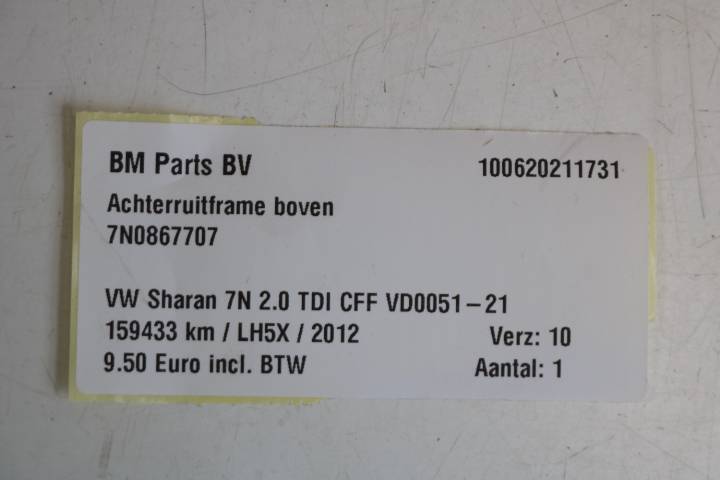 BM Parts BV 100620211731
Achterruitframe boven
7N0867707
VW Sharan 7N 2.0 TDI CFF VD0051-21
159433 km / LH5X / 2012 Verz: 10
9.50 Euro incl. BTW Aantal: 1